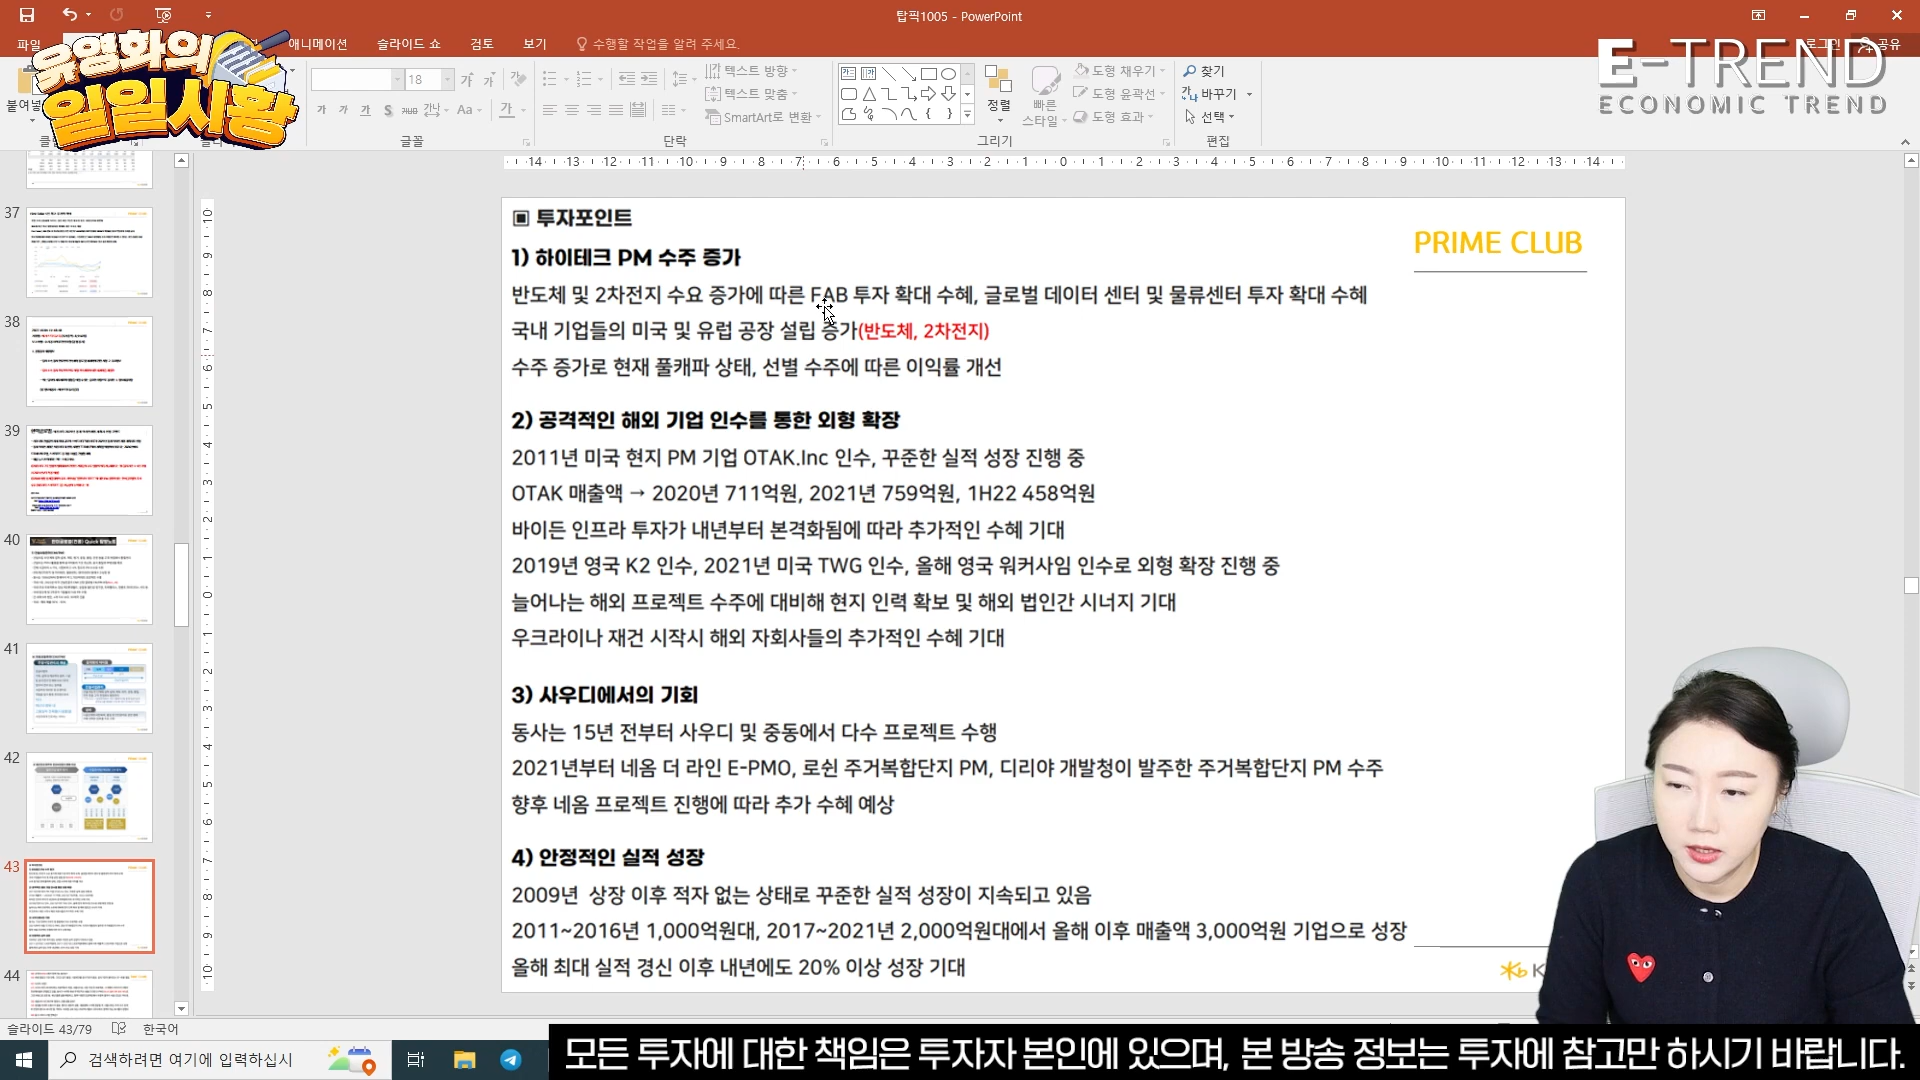 탑픽1005 - PowerPoint
파일
애니메이션
슬라이드 쇼
검토
보기
수행할 작업을 알려 주세요.
로그인
공유
유영화의
일일시황
E-TREND
ECONOMIC TREND
18
텍스트 방향
텍스트 맞춤
SmartArt로 변환
정렬
빠른
스타일
도형 채우기
도형 윤곽선
도형 효과
찾기
바꾸기
선택
글꼴
단락
그리기
편집
37
38
39
40
41
42
43
44
▣ 투자포인트
PRIME CLUB
1) 하이테크 PM 수주 증가
반도체 및 2차전지 수요 증가에 따른 FAB 투자 확대 수혜, 글로벌 데이터 센터 및 물류센터 투자 확대 수혜
국내 기업들의 미국 및 유럽 공장 설립 증가(반도체, 2차전지)
수주 증가로 현재 풀캐파 상태, 선별 수주에 따른 이익률 개선
2) 공격적인 해외 기업 인수를 통한 외형 확장
2011년 미국 현지 PM 기업 OTAK.Inc 인수, 꾸준한 실적 성장 진행 중
OTAK 매출액 → 2020년 711억원, 2021년 759억원, 1H22 458억원
바이든 인프라 투자가 내년부터 본격화됨에 따라 추가적인 수혜 기대
2019년 영국 K2 인수, 2021년 미국 TWG 인수, 올해 영국 워커사임 인수로 외형 확장 진행 중
늘어나는 해외 프로젝트 수주에 대비해 현지 인력 확보 및 해외 법인간 시너지 기대
우크라이나 재건 시작시 해외 자회사들의 추가적인 수혜 기대
3) 사우디에서의 기회
동사는 15년 전부터 사우디 및 중동에서 다수 프로젝트 수행
2021년부터 네옴 더 라인 E-PMO, 로쉰 주거복합단지 PM, 디리야 개발청이 발주한 주거복합단지 PM 수주
향후 네옴 프로젝트 진행에 따라 추가 수혜 예상
4) 안정적인 실적 성장
2009년 상장 이후 적자 없는 상태로 꾸준한 실적 성장이 지속되고 있음
2011~2016년 1,000억원대, 2017~2021년 2,000억원대에서 올해 이후 매출액 3,000억원 기업으로 성장
올해 최대 실적 경신 이후 내년에도 20% 이상 성장 기대
슬라이드 43/79
한국어
검색하려면 여기에 입력하십시
모든 투자에 대한 책임은 투자자 본인에 있으며, 본 방송 정보는 투자에 참고만 하시기 바랍니다.